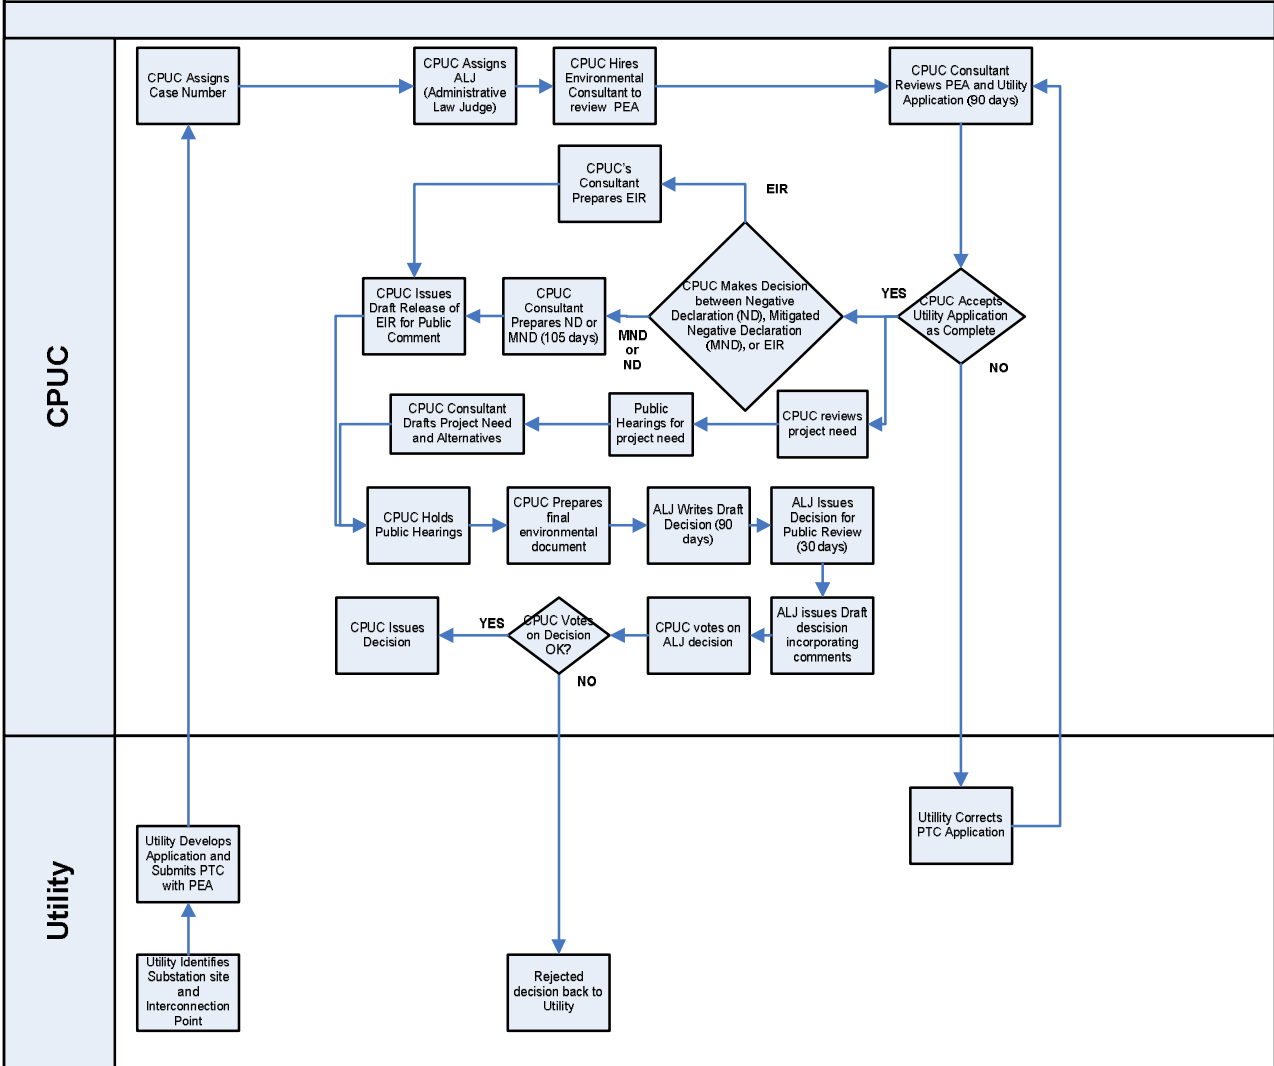 CPUC
CPUC Assigns
Case Number
CPUC Assigns
ALJ
(Administrative
Law Judge)
CPUC Hires
Environmental
Consultant to
review PEA
CPUC Consultant
Reviews PEA and Utility
Application (90 days)
CPUC's
Consultant
Prepares EIR
EIR
CPUC Issues
Draft Release of
EIR for Public
Comment
CPUC
Consultant
Prepares ND or
MND (105 days)
MND
or
ND
CPUC Makes Decision
between Negative
Declaration (ND), Mitigated
Negative Declaration
(MND), or EIR
YES
CPUC Accepts
Utility Application
as Complete
NO
CPUC Consultant
Drafts Project Need
and Alternatives
Public
Hearings for
project need
CPUC reviews
project need
CPUC Holds
Public Hearings
CPUC Prepares
final
environmental
document
ALJ Writes Draft
Decision (90
days)
ALJ Issues
Decision for
Public Review
(30 days)
CPUC Issues
Decision
YES
CPUC Votes
on Decision
OK?
NO
CPUC votes on
ALJ decision
ALJ issues Draft
descision
incorporating
comments
Utility
Utility Develops
Application and
Submits PTC
with PEA
Utility Identifies
Substation site
and
Interconnection
Point
Rejected
decision back to
Utility
Utillity Corrects
PTC Application